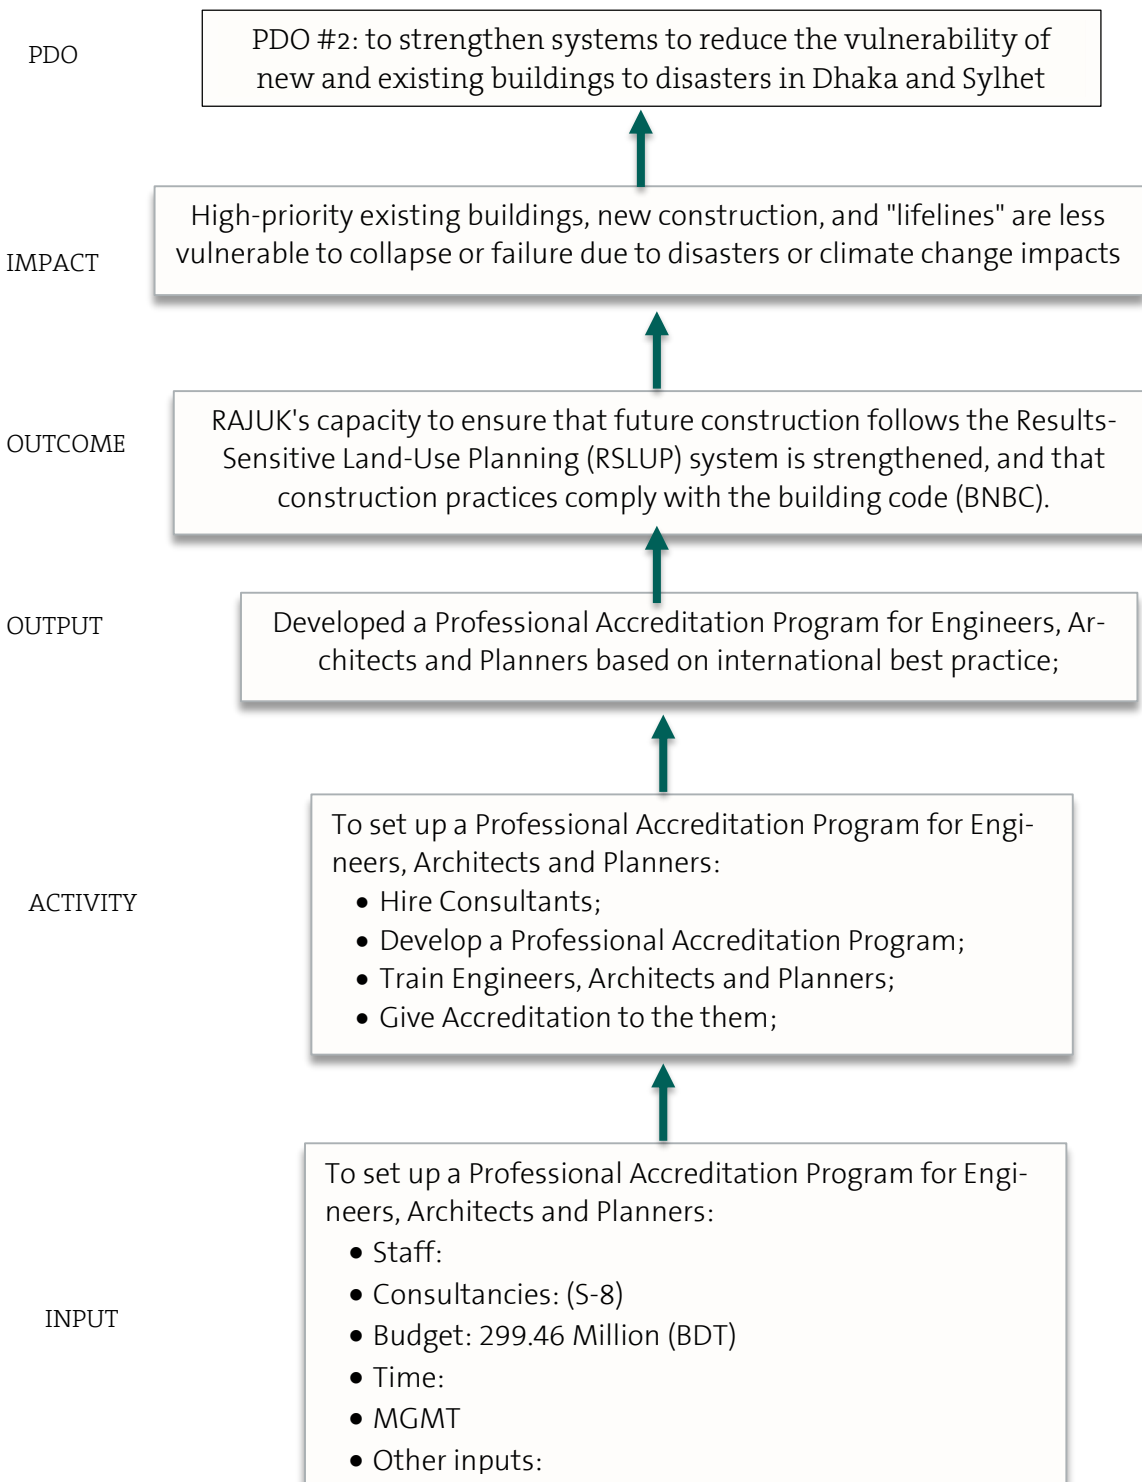 PDO
PDO #2: to strengthen systems to reduce the vulnerability of
new and existing buildings to disasters in Dhaka and Sylhet
IMPACT
High-priority existing buildings, new construction, and "lifelines" are less
vulnerable to collapse or failure due to disasters or climate change impacts
OUTCOME
RAJUK's capacity to ensure that future construction follows the Results-
Sensitive Land-Use Planning (RSLUP) system is strengthened, and that
construction practices comply with the building code (BNBC).
OUTPUT
Developed a Professional Accreditation Program for Engineers, Ar-
chitects and Planners based on international best practice;
ACTIVITY
To set up a Professional Accreditation Program for Engi-
neers, Architects and Planners:
• Hire Consultants;
• Develop a Professional Accreditation Program;
• Train Engineers, Architects and Planners;
• Give Accreditation to the them;
INPUT
To set up a Professional Accreditation Program for Engi-
neers, Architects and Planners:
• Staff:
• Consultancies: (S-8)
• Budget: 299.46 Million (BDT)
• Time:
• MGMT
• Other inputs: